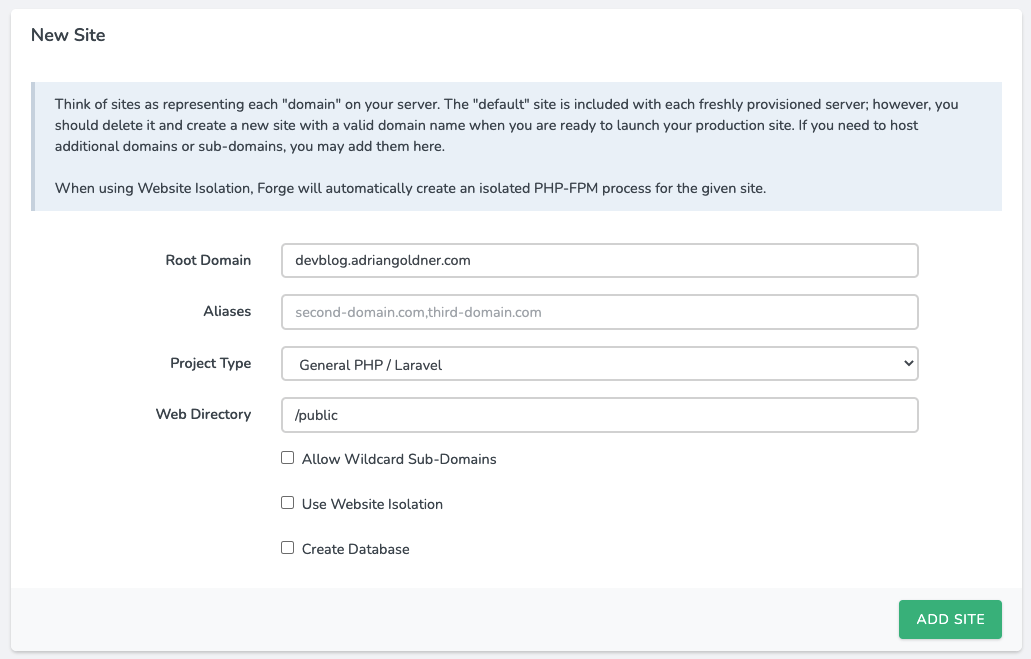 New Site
Think of sites as representing each "domain" on your server. The "default" site is included with each freshly provisioned server; however, you
should delete it and create a new site with a valid domain name when you are ready to launch your production site. If you need to host
additional domains or sub-domains, you may add them here.
When using Website Isolation, Forge will automatically create an isolated PHP-FPM process for the given site.
Root Domain devblog.adriangoldner.com
Aliases second-domain.com,third-domain.com
Project Type General PHP / Laravel
Web Directory /public
Allow Wildcard Sub-Domains
Use Website Isolation
Create Database
ADD SITE